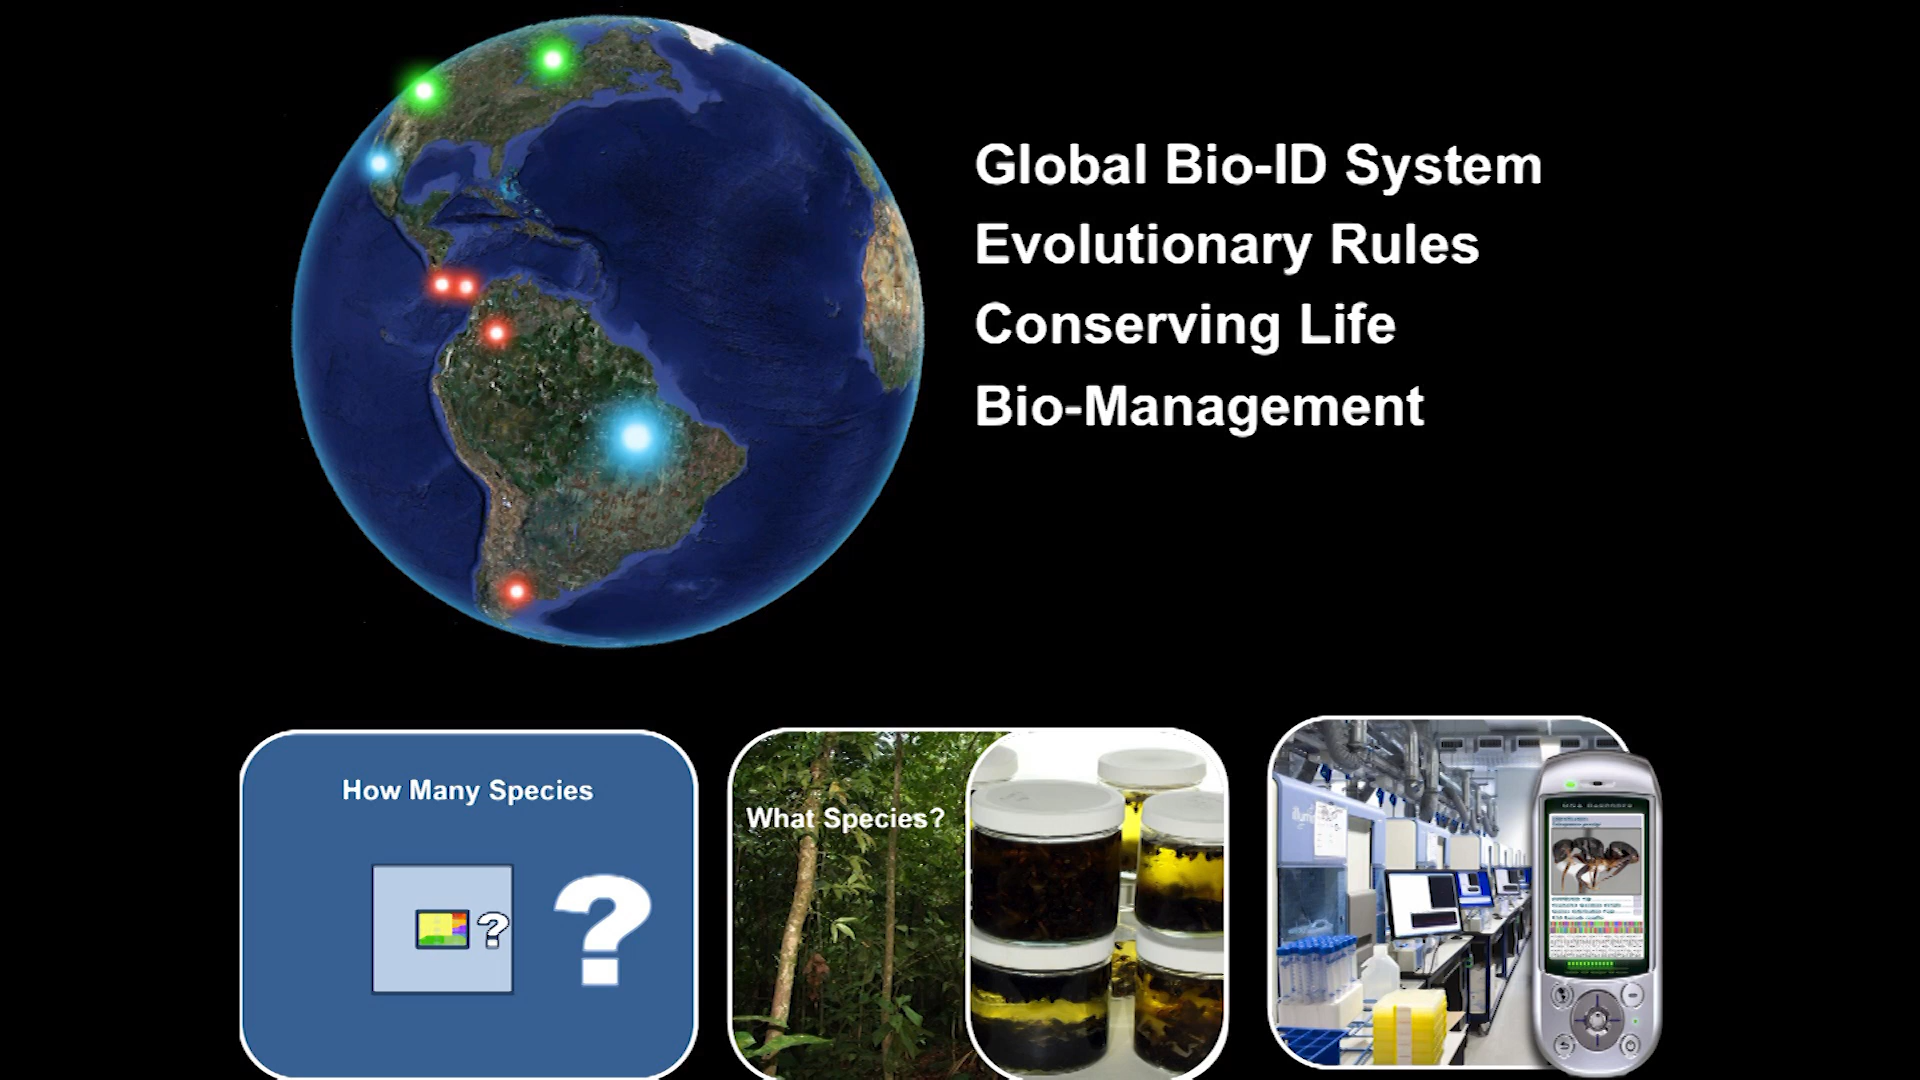 Global Bio-ID System
Evolutionary Rules
Conserving Life
Bio-Management
How Many Species
?
?
What Species?